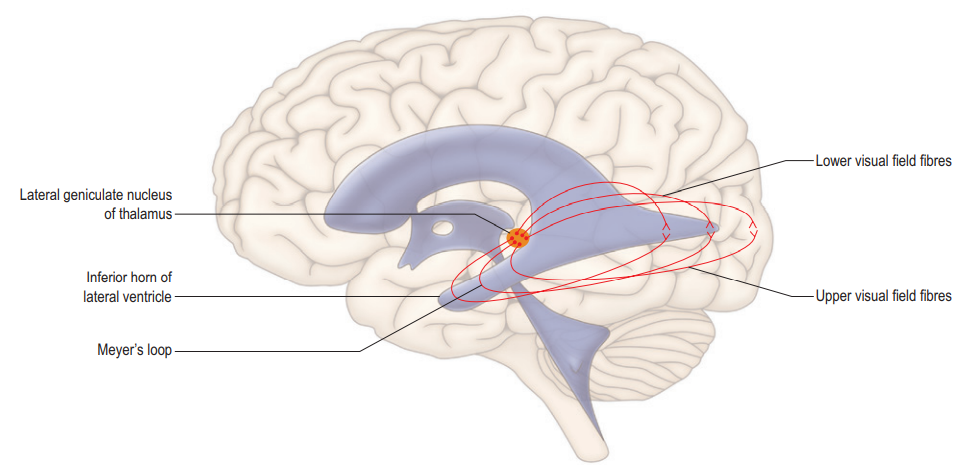 Lateral geniculate nucleus
of thalamus
Inferior horn of
lateral ventricle
Meyer's loop
Lower visual field fibres
Upper visual field fibres